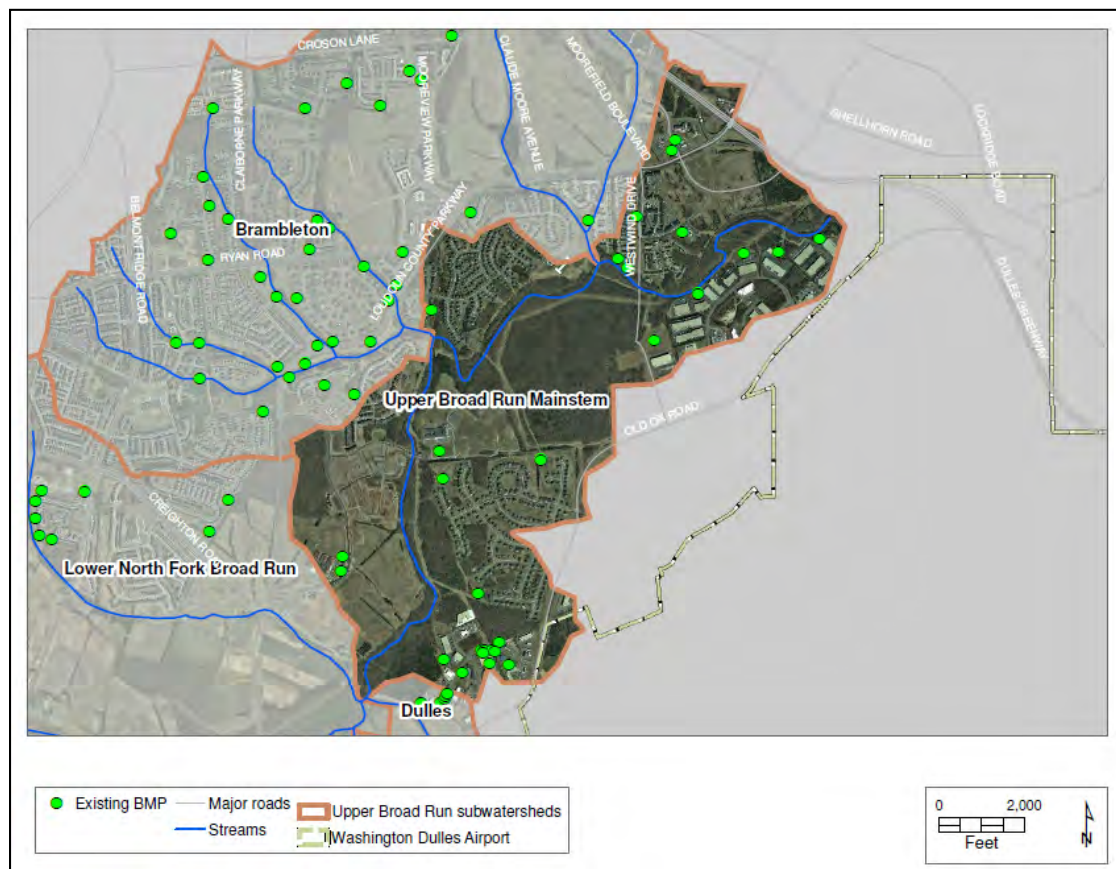 CROSON LANE
CLAIBORNE PARKWAY
MOOREVIEW PARKWAY
CLAUDE MOORE AVENUE
MOOREFIELD BOULEVARD
SHELLHORN ROAD
LOCKRIDGE ROAD
BELMONT RIDGE ROAD
Brambleton
RYAN ROAD
LOUDOUN COUNTY PARKWAY
WESTWIND DRIVE
DULLES GREENWAY
Upper Broad Run Mainstem
OLD OX ROAD
CREIGHTON ROAD
Lower North Fork Broad Run
Dulles
Existing BMP
Major roads
Upper Broad Run subwatersheds
Streams
Washington Dulles Airport
0 2,000
Feet
N